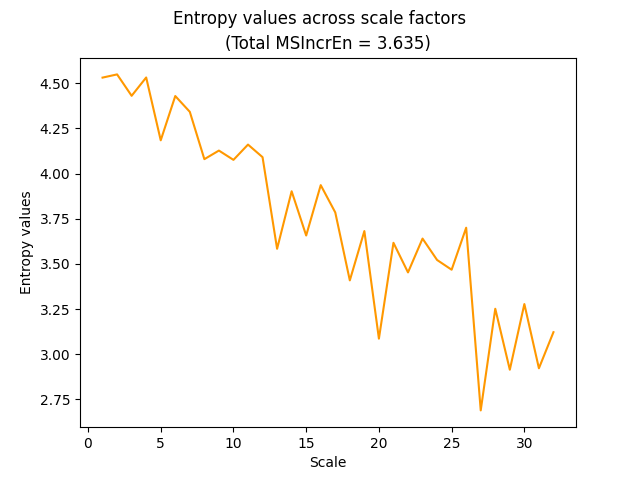 Entropy values across scale factors
(Total MSIncrEn = 3.635)
4.50
4.25
4.00
3.75
3.50
3.25
3.00
2.75
Entropy values
0 5 10 15 20 25 30
Scale